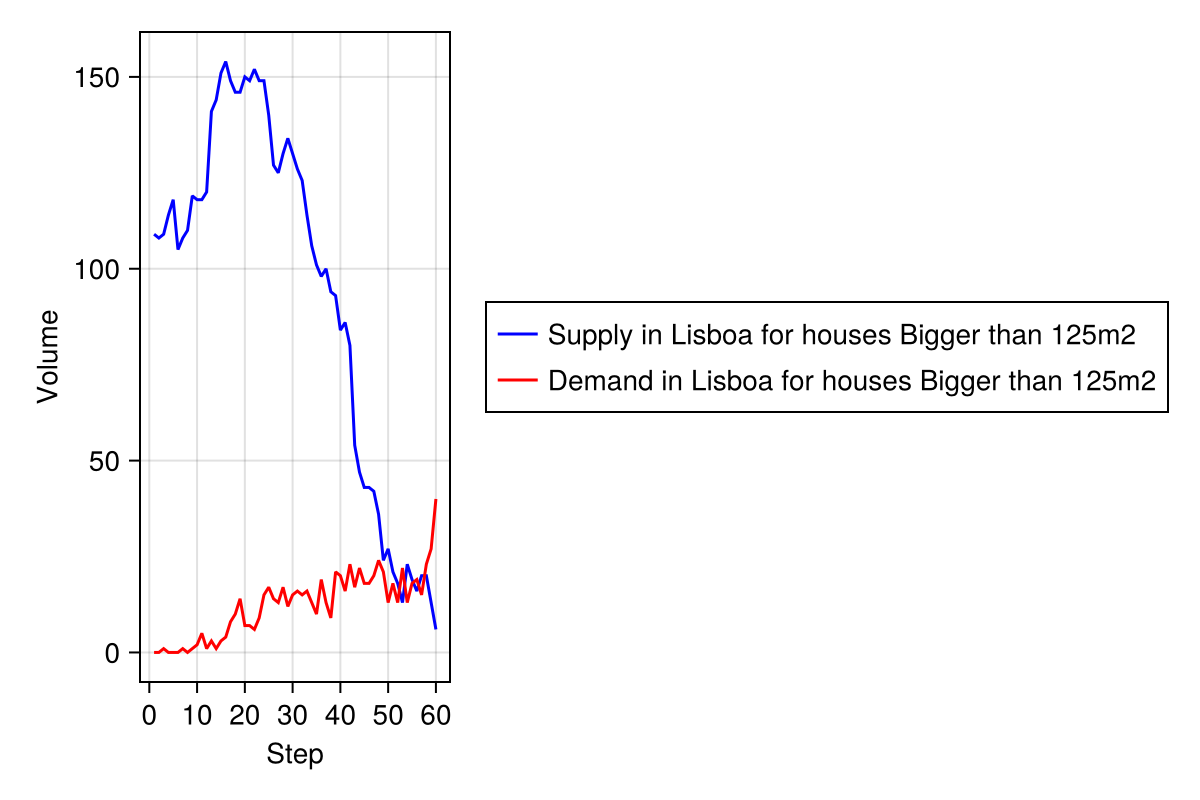 Volume
150
100
50
0
0 10 20 30 40 50 60
Step
Supply in Lisboa for houses Bigger than 125m2
Demand in Lisboa for houses Bigger than 125m2